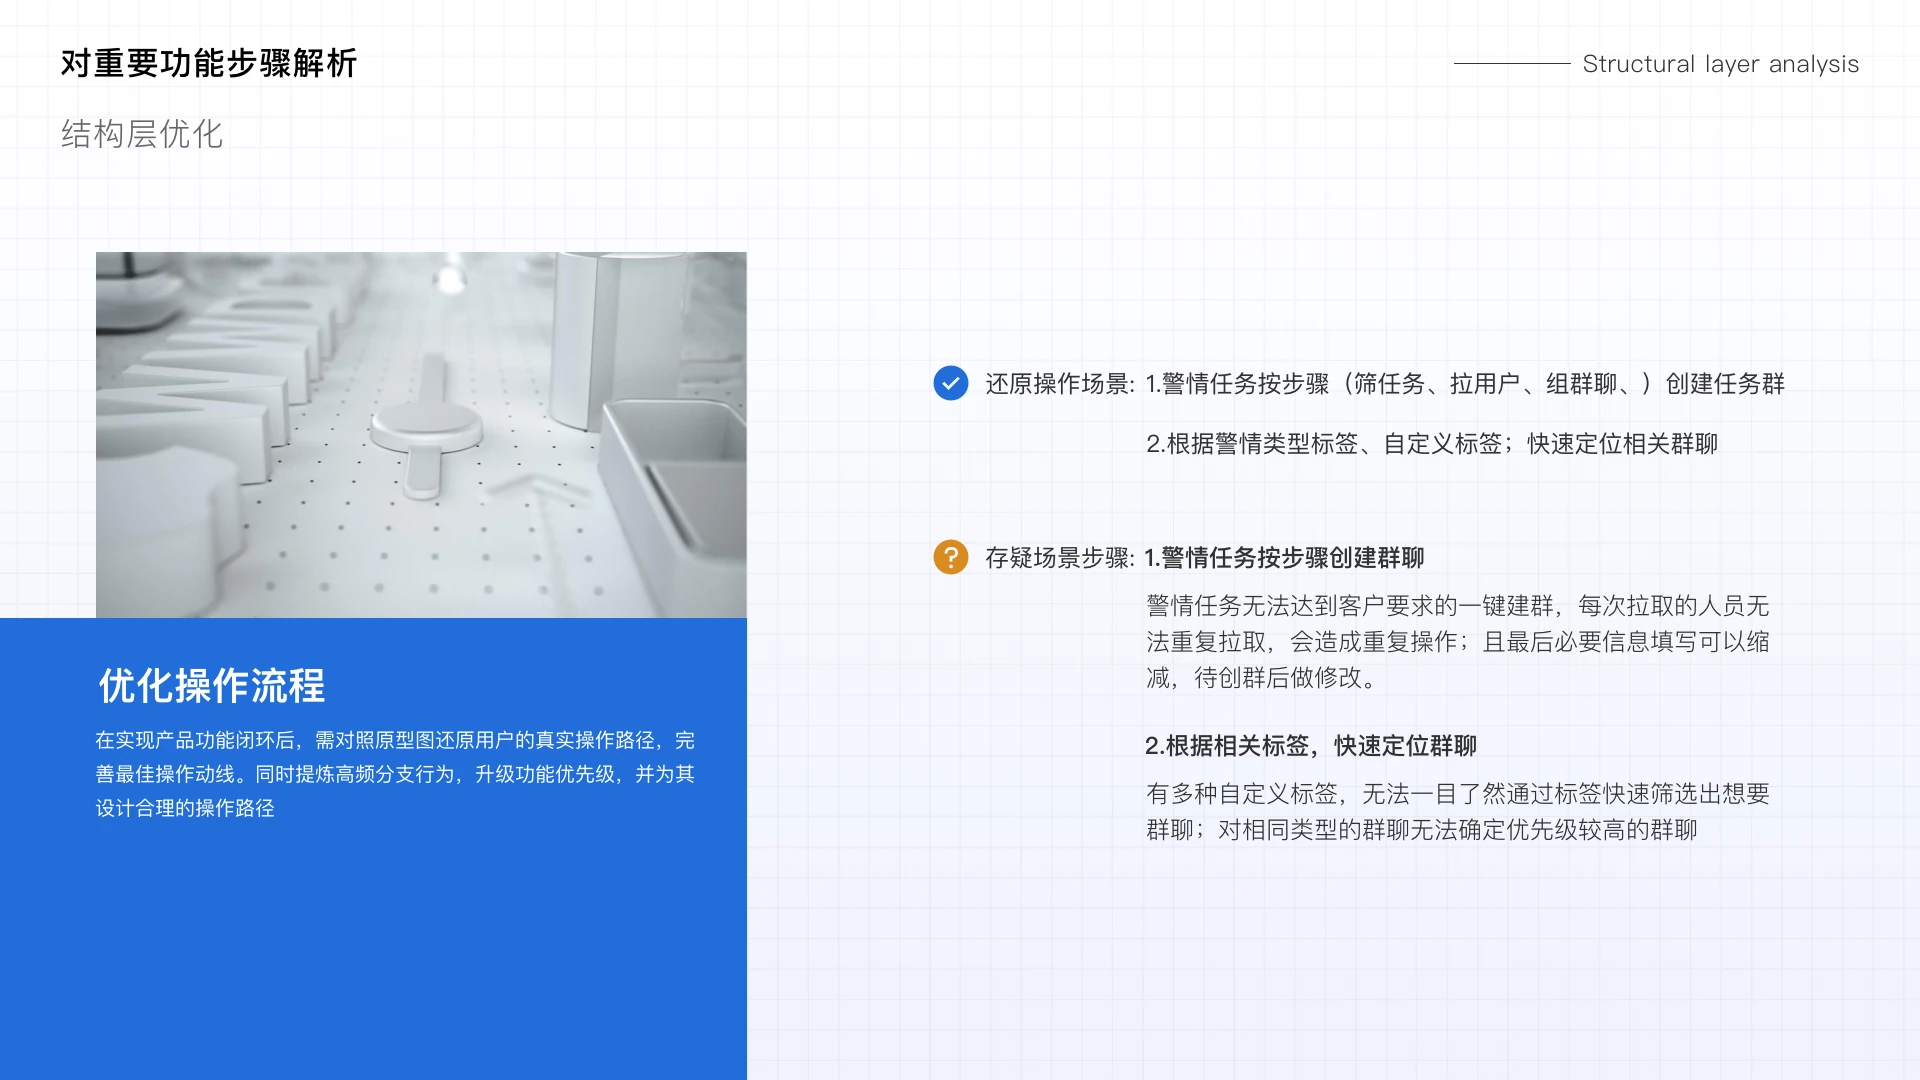 对重要功能步骤解析
Structural layer analysis
结构层优化
优化操作流程
在实现产品功能闭环后，需对照原型图还原用户的真实操作路径，完
善最佳操作动线。同时提炼高频分支行为，升级功能优先级，并为其
设计合理的操作路径
还原操作场景: 1.警情任务按步骤（筛任务、拉用户、组群聊、）创建任务群
2.根据警情类型标签、自定义标签；快速定位相关群聊
存疑场景步骤: 1.警情任务按步骤创建群聊
警情任务无法达到客户要求的一键建群，每次拉取的人员无
法重复拉取，会造成重复操作；且最后必要信息填写可以缩
减，待创群后做修改。
2.根据相关标签，快速定位群聊
有多种自定义标签，无法一目了然通过标签快速筛选出想要
群聊；对相同类型的群聊无法确定优先级较高的群聊